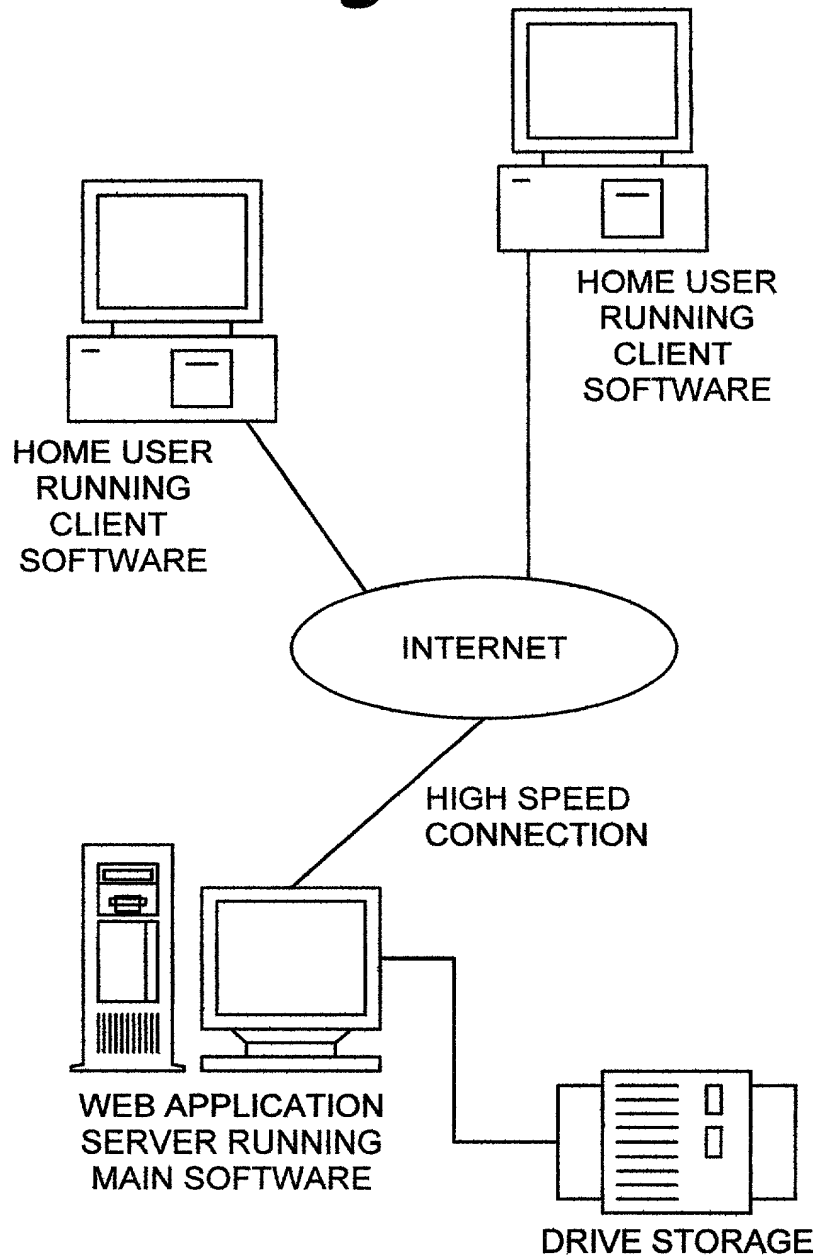 HOME USER
RUNNING
CLIENT
SOFTWARE
HOME USER
RUNNING
CLIENT
SOFTWARE
INTERNET
HIGH SPEED
CONNECTION
WEB APPLICATION
SERVER RUNNING
MAIN SOFTWARE
DRIVE STORAGE